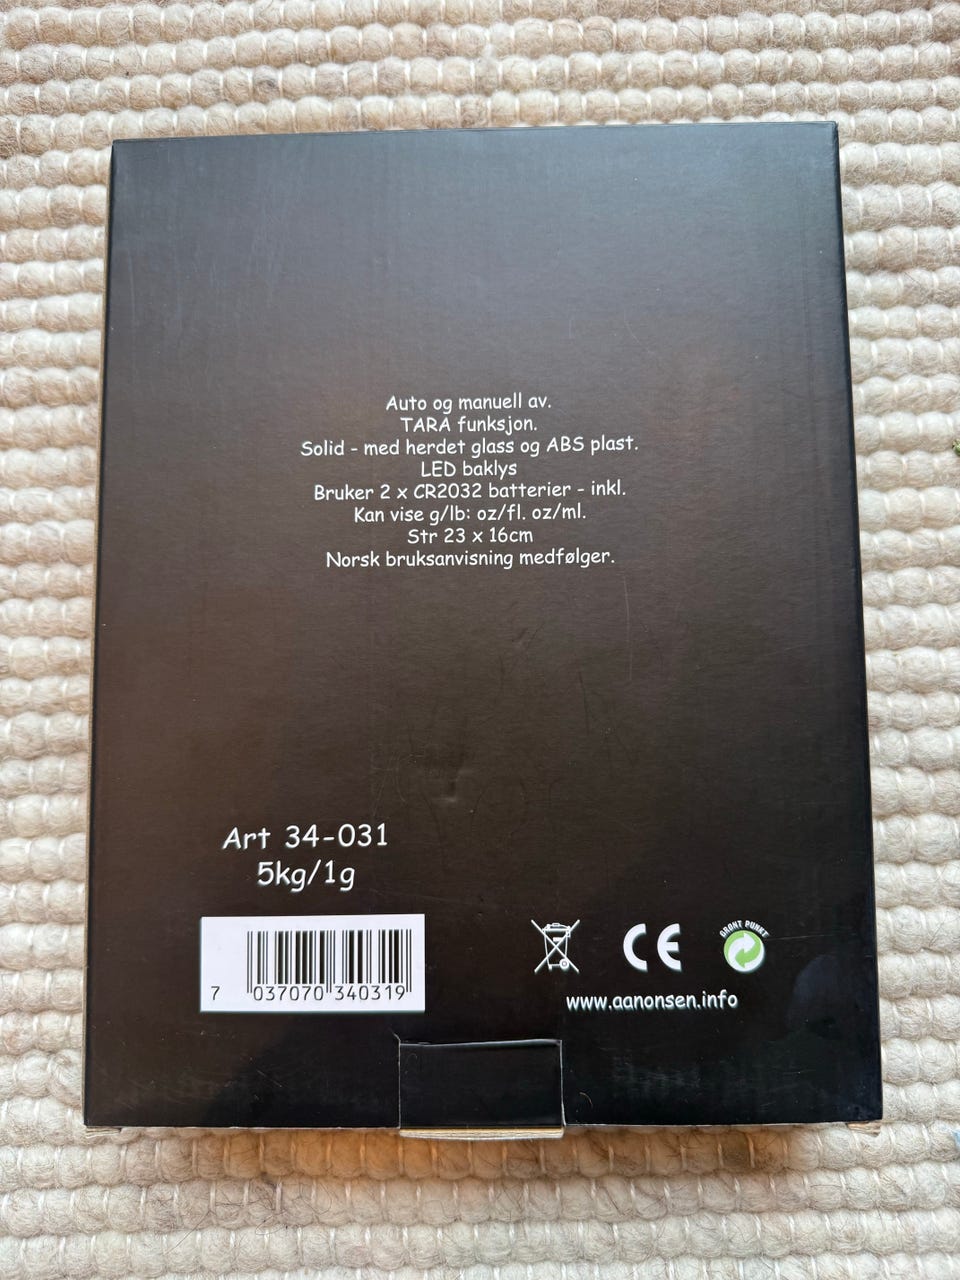 Auto og manuell av.
TARA funksjon.
Solid - med herdet glass og ABS plast.
LED baklys
Bruker 2 x CR2032 batterier - inkl.
Kan vise g/lb: oz/fl. oz/ml.
Str 23 x 16cm
Norsk bruksanvisning medfølger.
Art 34-031
5kg/1g
7 037070 340319
CE
GRØNT PUNKT
www.aanonsen.info